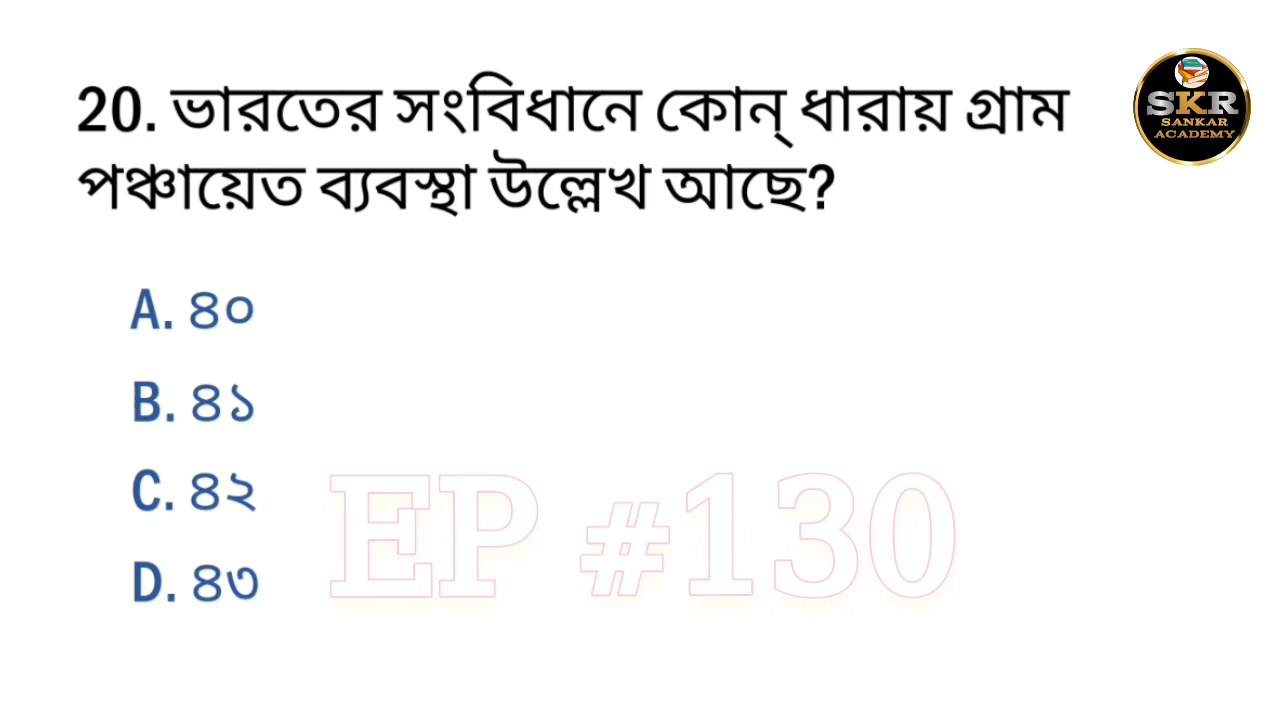 20. ভারতের সংবিধানে কোন্ ধারায় গ্রাম
পঞ্চায়েত ব্যবস্থা উল্লেখ আছে?
SKR
SANKAR
ACADEMY
A. ৪০
B. ৪১
C. ৪২
D. ৪৩
EP #130